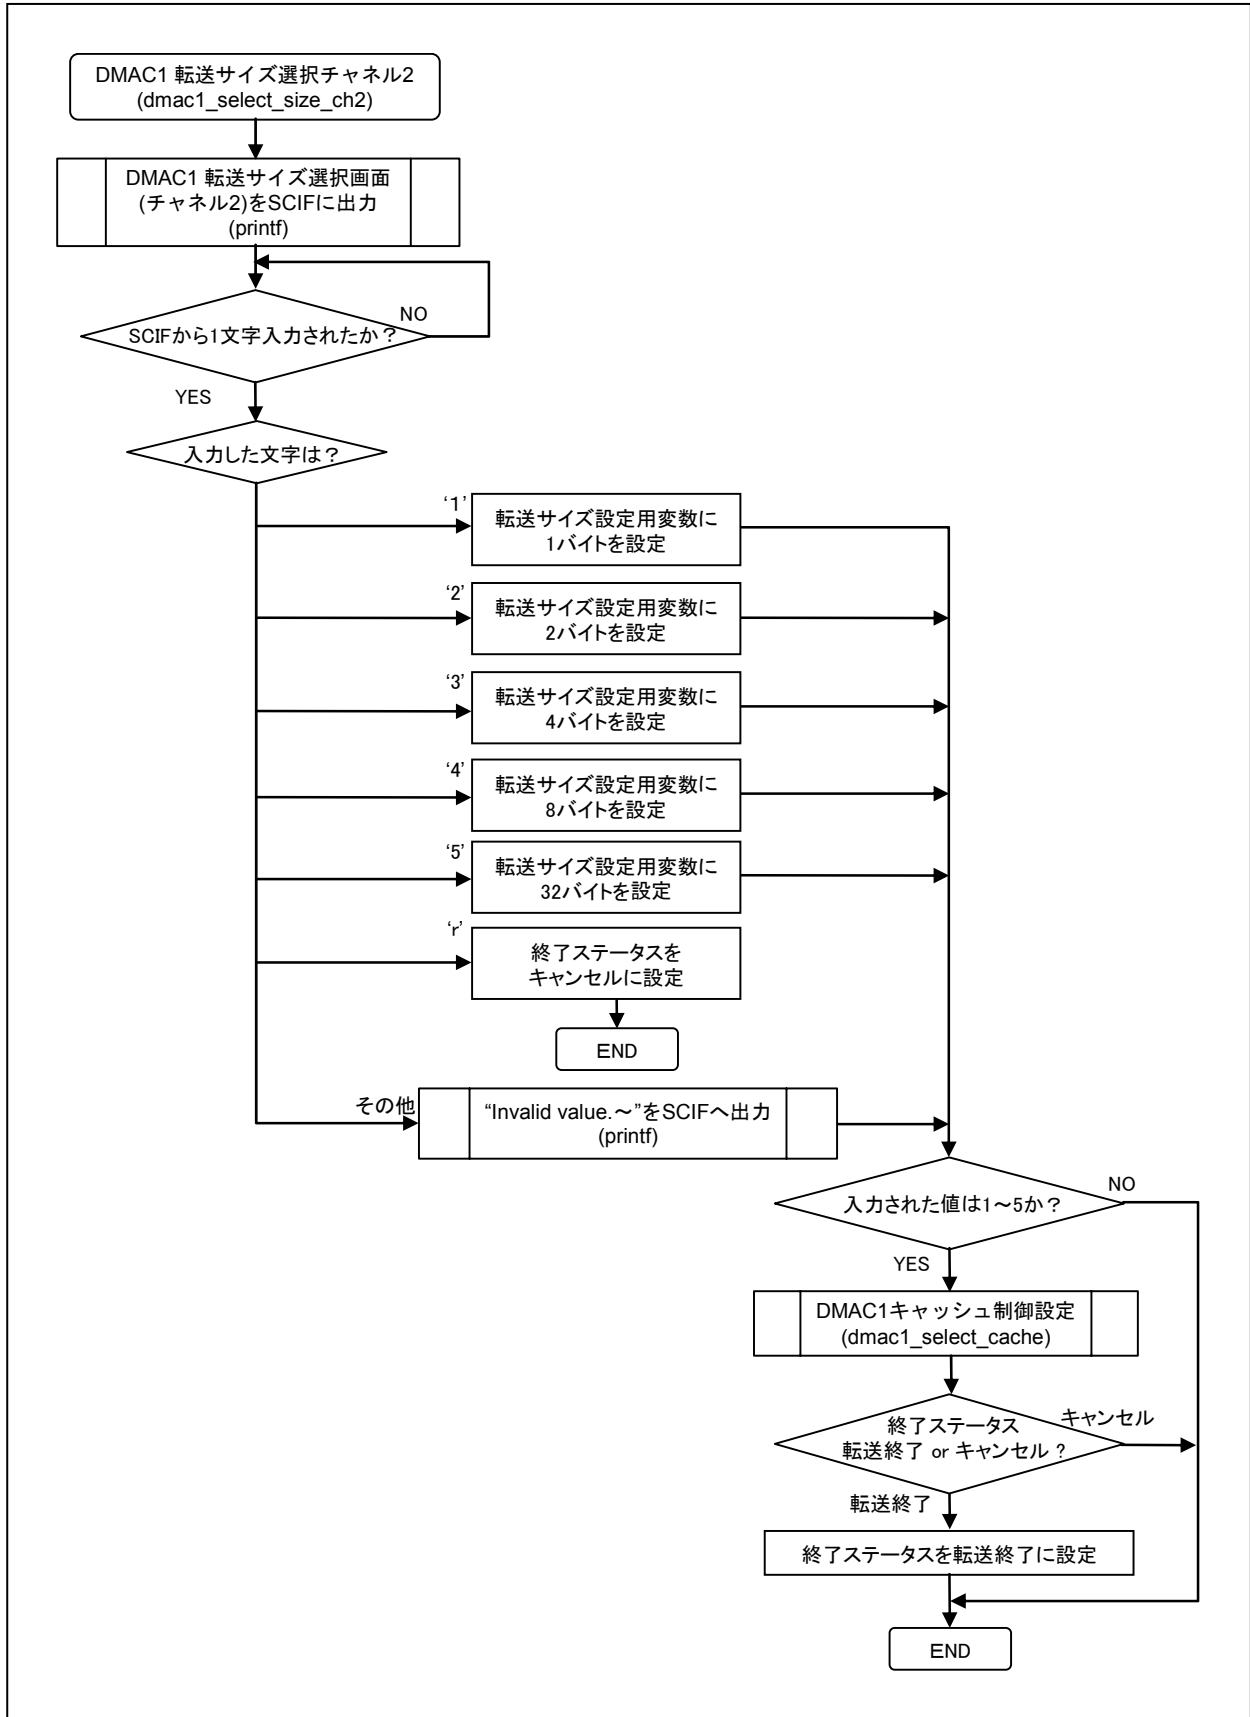 DMAC1 転送サイズ選択チャネル2
(dmac1_select_size_ch2)
DMAC1 転送サイズ選択画面
(チャネル2)をSCIFに出力
(printf)
NO
SCIFから1文字入力されたか？
YES
入力した文字は？
‘1’
転送サイズ設定用変数に
1バイトを設定
‘2’
転送サイズ設定用変数に
2バイトを設定
‘3’
転送サイズ設定用変数に
4バイトを設定
‘4’
転送サイズ設定用変数に
8バイトを設定
‘5’
転送サイズ設定用変数に
32バイトを設定
‘r’
終了ステータスを
キャンセルに設定
END
その他
“Invalid value.～”をSCIFへ出力
(printf)
入力された値は1～5か？
NO
YES
DMAC1キャッシュ制御設定
(dmac1_select_cache)
終了ステータス
転送終了 or キャンセル ?
キャンセル
転送終了
終了ステータスを転送終了に設定
END